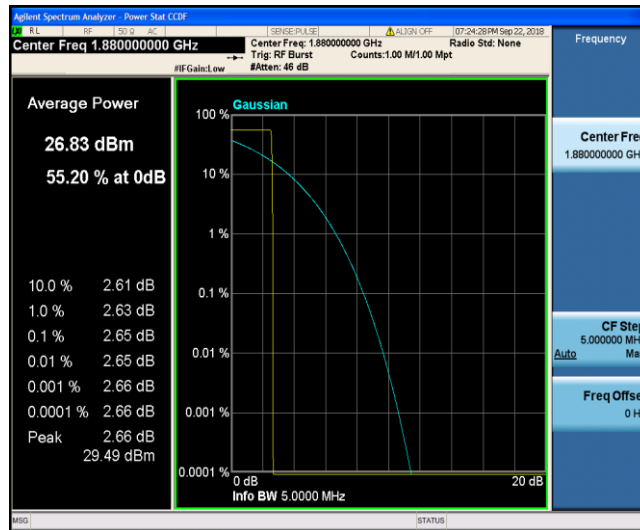 Agilent Spectrum Analyzer - Power Stat CCDF
RL RF 50 Ω AC SENSE:PULSE ALIGN OFF 07:24:28 PM Sep 22, 2018
Center Freq 1.880000000 GHz
Center Freq: 1.880000000 GHz Radio Std: None
Trig: RF Burst Counts:1.00 M/1.00 Mpt
#IFGain:Low #Atten: 46 dB
Frequency
Average Power
26.83 dBm
55.20 % at 0dB
10.0 % 2.61 dB
1.0 % 2.63 dB
0.1 % 2.65 dB
0.01 % 2.65 dB
0.001 % 2.66 dB
0.0001 % 2.66 dB
Peak 2.66 dB
29.49 dBm
Gaussian
100 %
10 %
1 %
0.1 %
0.01 %
0.001 %
0.0001 %
0 dB 20 dB
Info BW 5.0000 MHz
Center Fre
1.880000000 GH
CF Step
5.000000 MH
Auto Ma
Freq Offse
0 H
MSG STATUS